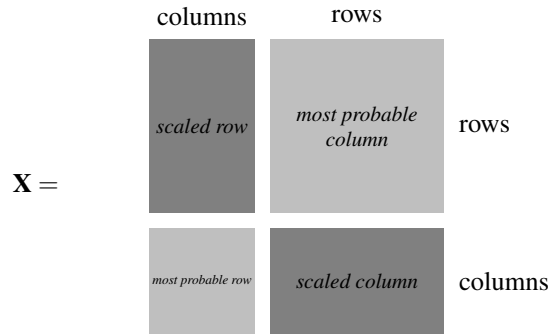 columns rows
scaled row
most probable
column
rows
X =
most probable row
scaled column
columns